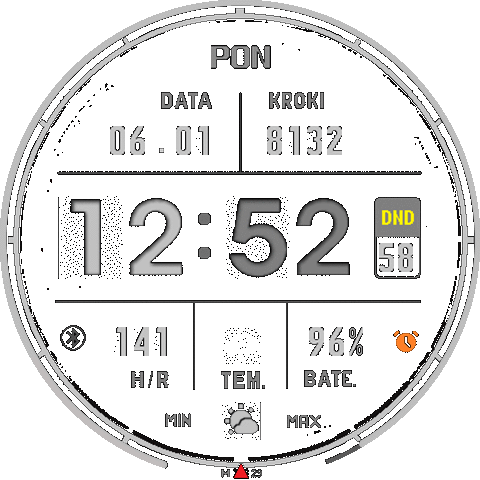 PON
DATA KROKI
06.01 8132
12:52 DND
58
141 96%
H/R TEM. BATE.
MIN MAX